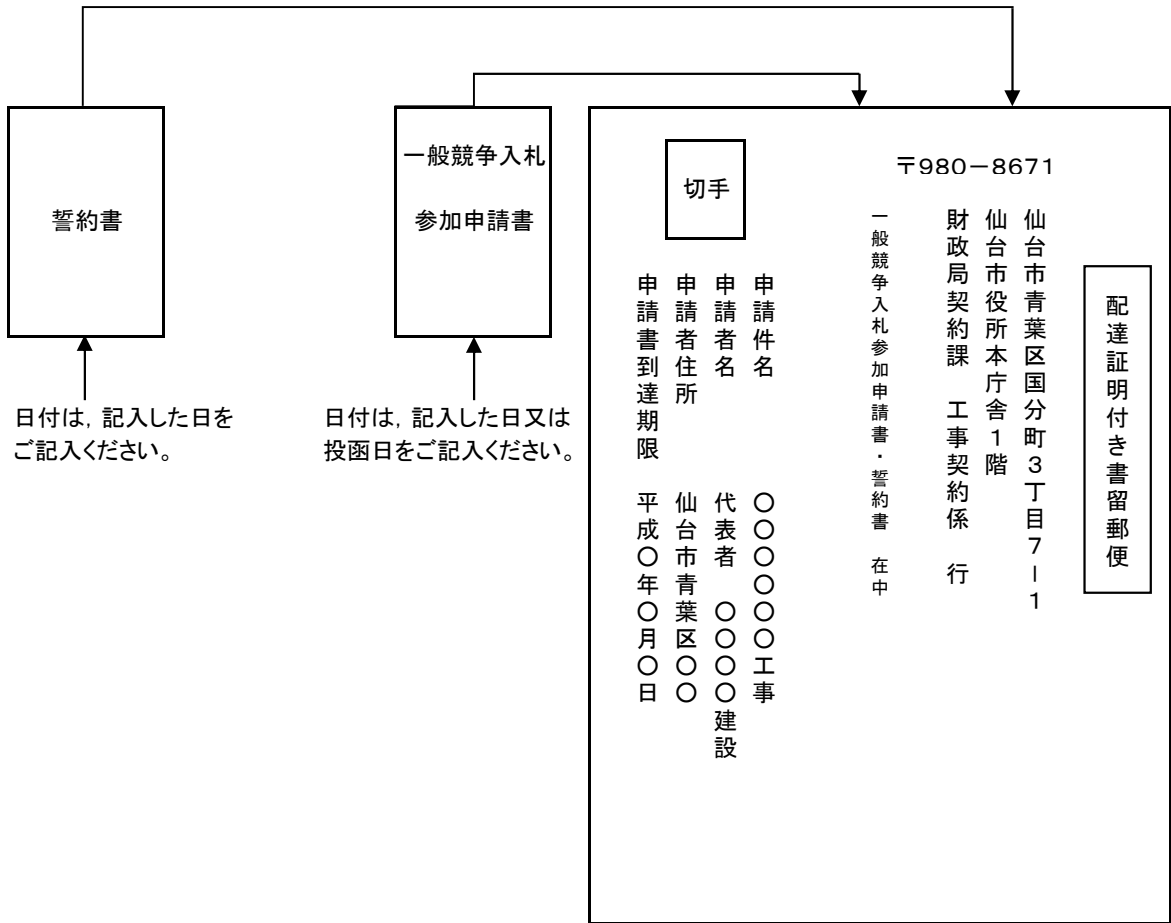 誓約書
一般競争入札
参加申請書
日付は，記入した日を
ご記入ください。
日付は，記入した日又は
投函日をご記入ください。
配達証明付き書留郵便
〒980－8671
仙台市青葉区国分町３丁目７－１
仙台市役所本庁舎１階
財政局契約課　工事契約係　行
一般競争入札参加申請書・誓約書　在中
切手
申請件名　〇〇〇〇〇〇工事
申請者名　代表者　〇〇〇〇建設
申請者住所　仙台市青葉区〇〇
申請書到達期限　平成〇年〇月〇日